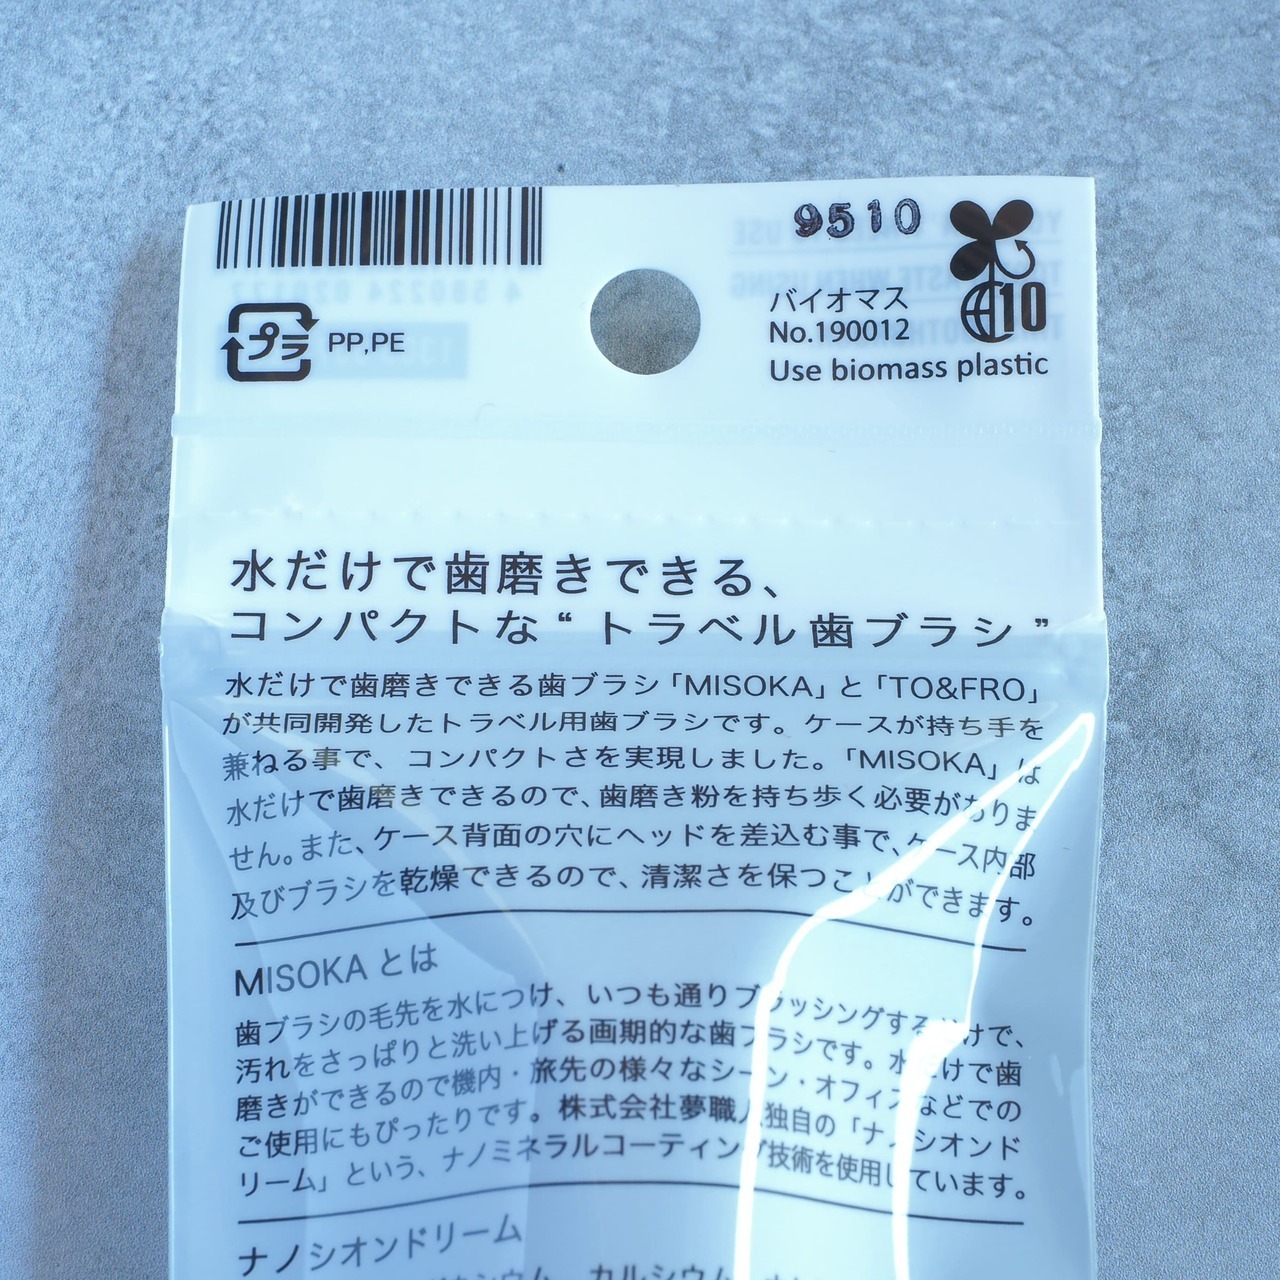 9510
10
バイオマス
No.190012
Use biomass plastic
プラ PP,PE
水だけで歯磨きできる、
コンパクトな“トラベル歯ブラシ”
水だけで歯磨きできる歯ブラシ「MISOKA」と「TO&FRO」
が共同開発したトラベル用歯ブラシです。ケースが持ち手を
兼ねる事で、コンパクトさを実現しました。「MISOKA」は
水だけで歯磨きできるので、歯磨き粉を持ち歩く必要がありま
せん。また、ケース背面の穴にヘッドを差込む事で、ケース内部
及びブラシを乾燥できるので、清潔さを保つことができます。
MISOKAとは
歯ブラシの毛先を水につけ、いつも通りブラッシングするだけで、
汚れをさっぱりと洗い上げる画期的な歯ブラシです。水だけで歯
磨きができるので機内・旅先の様々なシーン・オフィスなどでの
ご使用にもぴったりです。株式会社夢職人独自の「ナノシオンド
リーム」という、ナノミネラルコーティング技術を使用しています。
ナノシオンドリーム
カルシウム